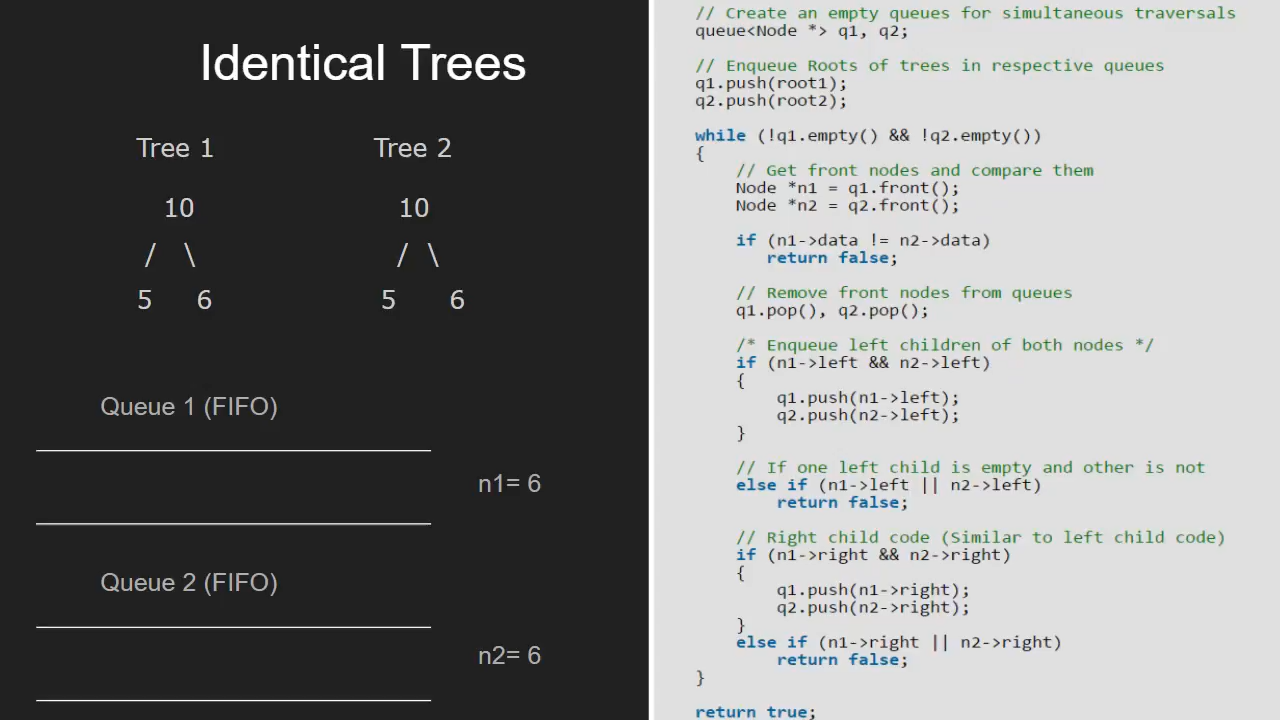 Identical Trees
Tree 1 Tree 2
10 10
/ \ / \
5 6 5 6
Queue 1 (FIFO)
n1= 6
Queue 2 (FIFO)
n2= 6
// Create an empty queues for simultaneous traversals
queue<Node *> q1, q2;
// Enqueue Roots of trees in respective queues
q1.push(root1);
q2.push(root2);
while (!q1.empty() && !q2.empty())
{
// Get front nodes and compare them
Node *n1 = q1.front();
Node *n2 = q2.front();
if (n1->data != n2->data)
return false;
// Remove front nodes from queues
q1.pop(), q2.pop();
/* Enqueue left children of both nodes */
if (n1->left && n2->left)
{
q1.push(n1->left);
q2.push(n2->left);
}
// If one left child is empty and other is not
else if (n1->left || n2->left)
return false;
// Right child code (Similar to left child code)
if (n1->right && n2->right)
{
q1.push(n1->right);
q2.push(n2->right);
}
else if (n1->right || n2->right)
return false;
}
return true;